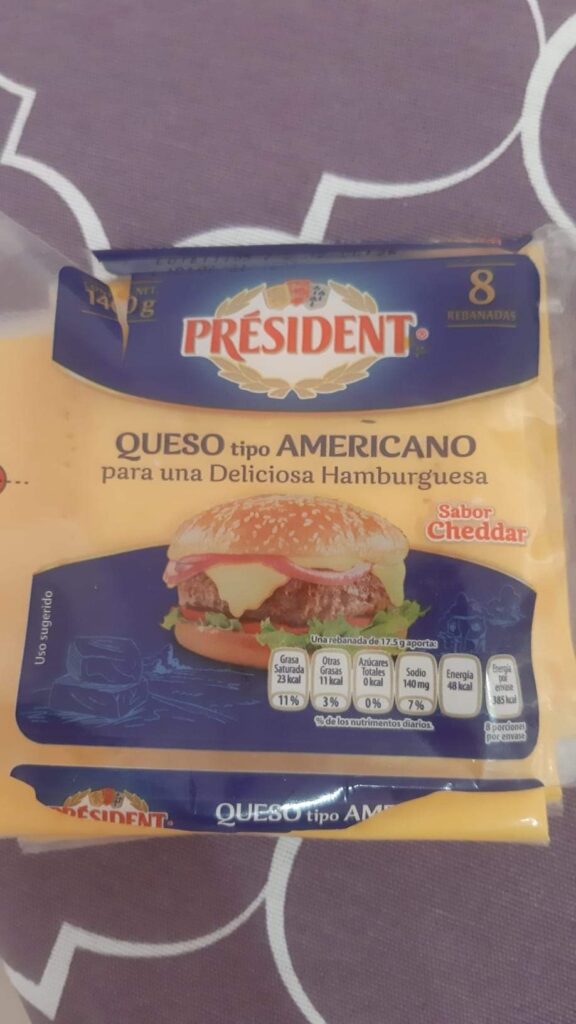 140 g
8
REBANADAS
PRÉSIDENT
QUESO tipo AMERICANO
para una Deliciosa Hamburguesa
Sabor
Cheddar
Uso sugerido
Una rebanada de 17.5 g aporta:
Grasa Saturada 23 kcal 11%
Otras Grasas 11 kcal 3%
Azúcares Totales 0 kcal 0%
Sodio 140 mg 7%
Energía 48 kcal
Energía por envase 385 kcal
% de los nutrimentos diarios.
8 porciones por envase
PRÉSIDENT
QUESO tipo AME